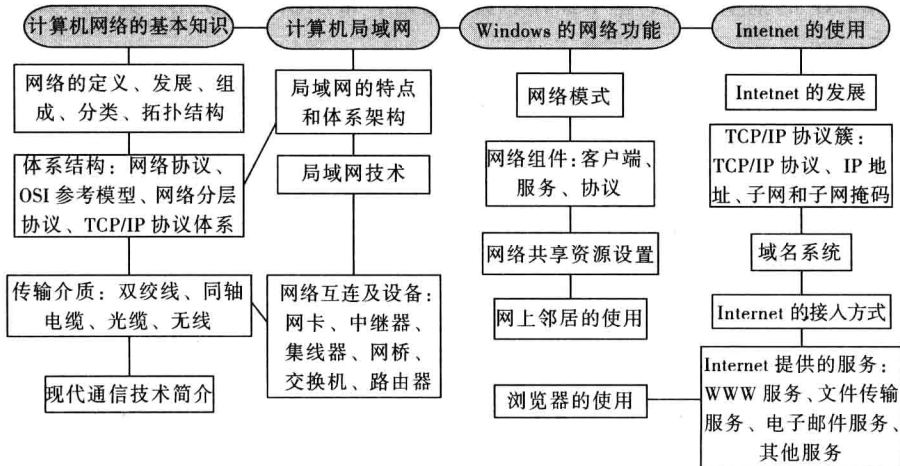 计算机网络的基本知识
计算机局域网
Windows 的网络功能
Intetnet 的使用
网络的定义、发展、组
成、分类、拓扑结构
体系结构：网络协议、
OSI 参考模型、网络分层
协议、TCP/IP 协议体系
传输介质：双绞线、同轴
电缆、光缆、无线
现代通信技术简介
局域网的特点
和体系架构
局域网技术
网络互连及设备：
网卡、中继器、
集线器、网桥、
交换机、路由器
网络模式
网络组件：客户端、
服务、协议
网络共享资源设置
网上邻居的使用
浏览器的使用
Intetnet 的发展
TCP/IP 协议簇：
TCP/IP 协议、IP 地
址、子网和子网掩码
域名系统
Internet 的接人方式
Internet 提供的服务：
WWW 服务、文件传输
服务、电子邮件服务、
其他服务